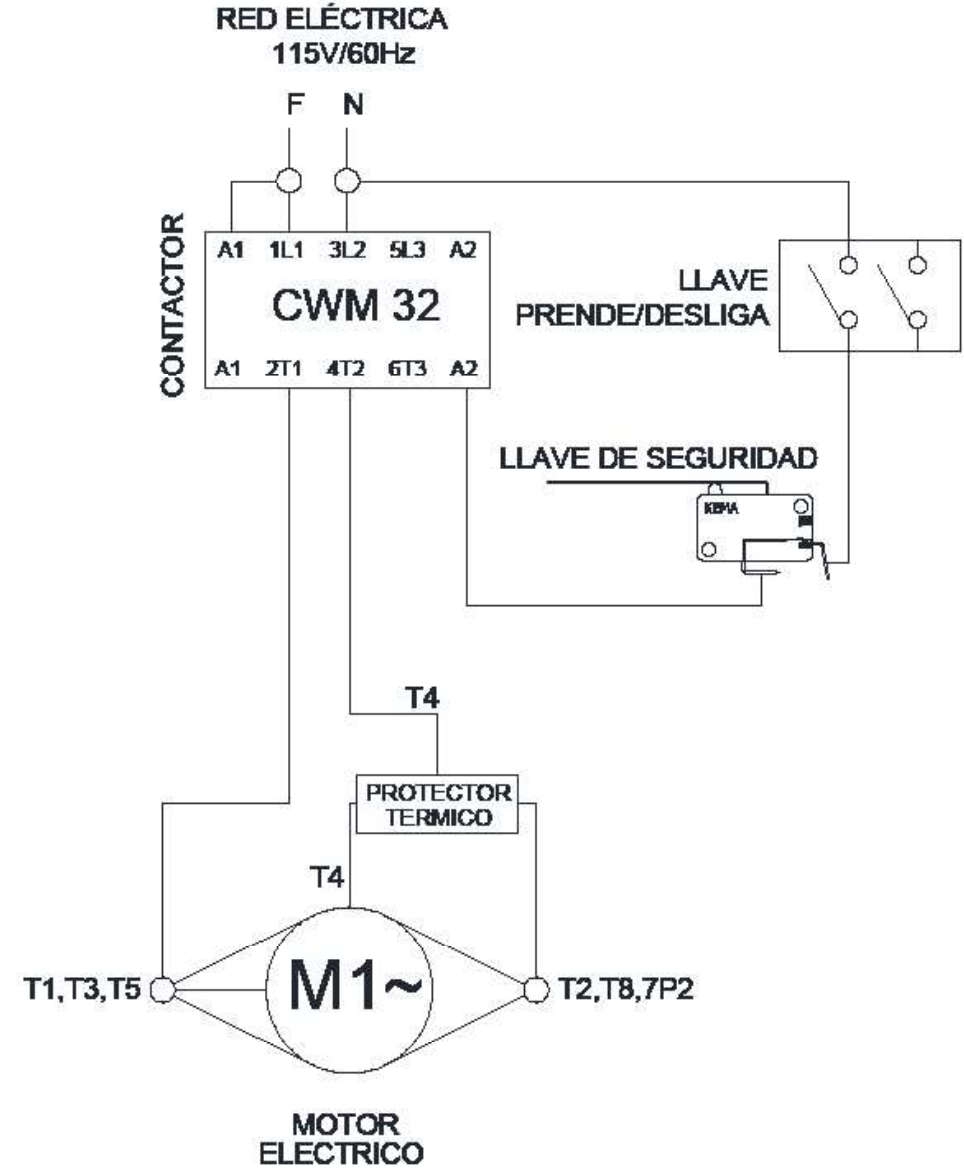 RED ELÉCTRICA
115V/60Hz
F N
CONTACTOR
A1 1L1 3L2 5L3 A2
CWM 32
A1 2T1 4T2 6T3 A2
LLAVE
PRENDE/DESLIGA
LLAVE DE SEGURIDAD
KEMA
T4
PROTECTOR
TERMICO
T4
T1,T3,T5
M1~
T2,T8,7P2
MOTOR
ELECTRICO